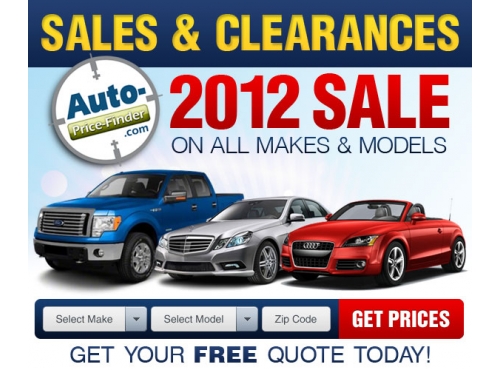 SALES & CLEARANCES
Auto-
Price-Finder
.com
2012 SALE
ON ALL MAKES & MODELS
Select Make
Select Model
Zip Code
GET PRICES
GET YOUR FREE QUOTE TODAY!